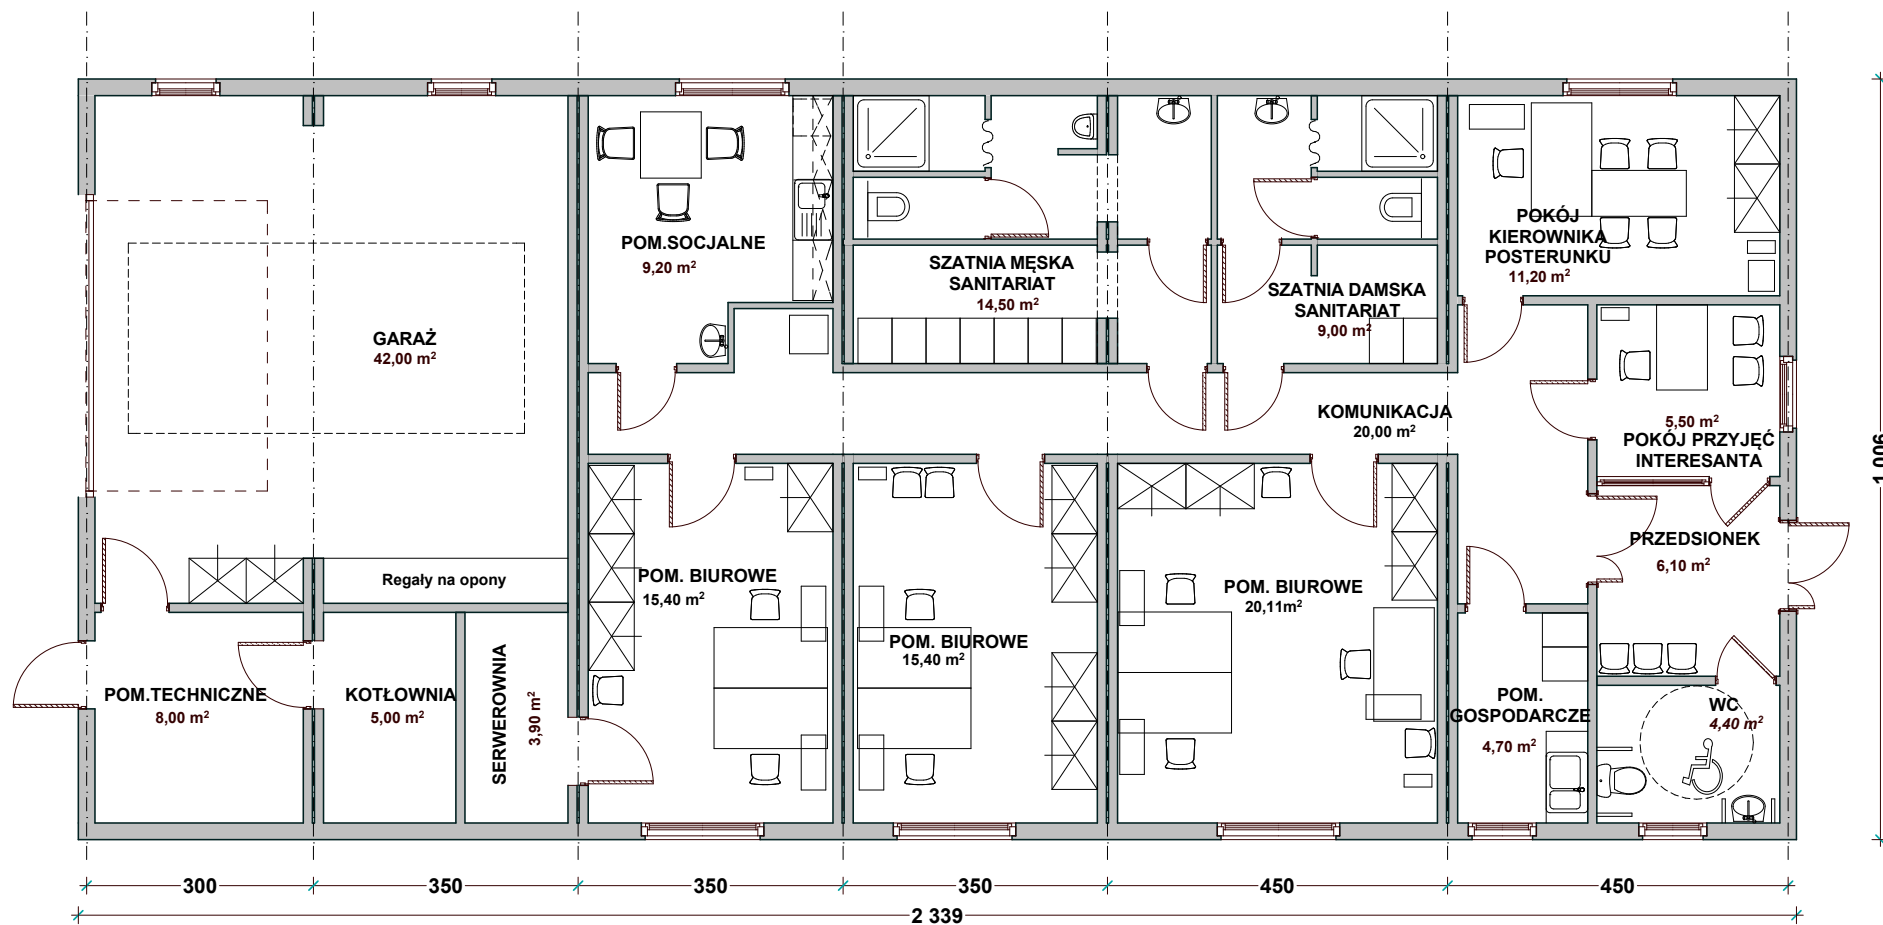 POM.SOCJALNE
9,20 m²
SZATNIA MĘSKA
SANITARIAT
14,50 m²
SZATNIA DAMSKA
SANITARIAT
9,00 m²
POKÓJ
KIEROWNIKA
POSTERUNKU
11,20 m²
GARAŻ
42,00 m²
KOMUNIKACJA
20,00 m²
5,50 m²
POKÓJ PRZYJĘĆ
INTERESANTA
1 006
PRZEDSIONEK
6,10 m²
Regały na opony
POM. BIUROWE
15,40 m²
POM. BIUROWE
15,40 m²
POM. BIUROWE
20,11m²
POM.TECHNICZNE
8,00 m²
KOTŁOWNIA
5,00 m²
SERWEROWNIA
3,90 m²
POM.
GOSPODARCZE
4,70 m²
WC
4,40 m²
300
350
350
350
450
450
2 339